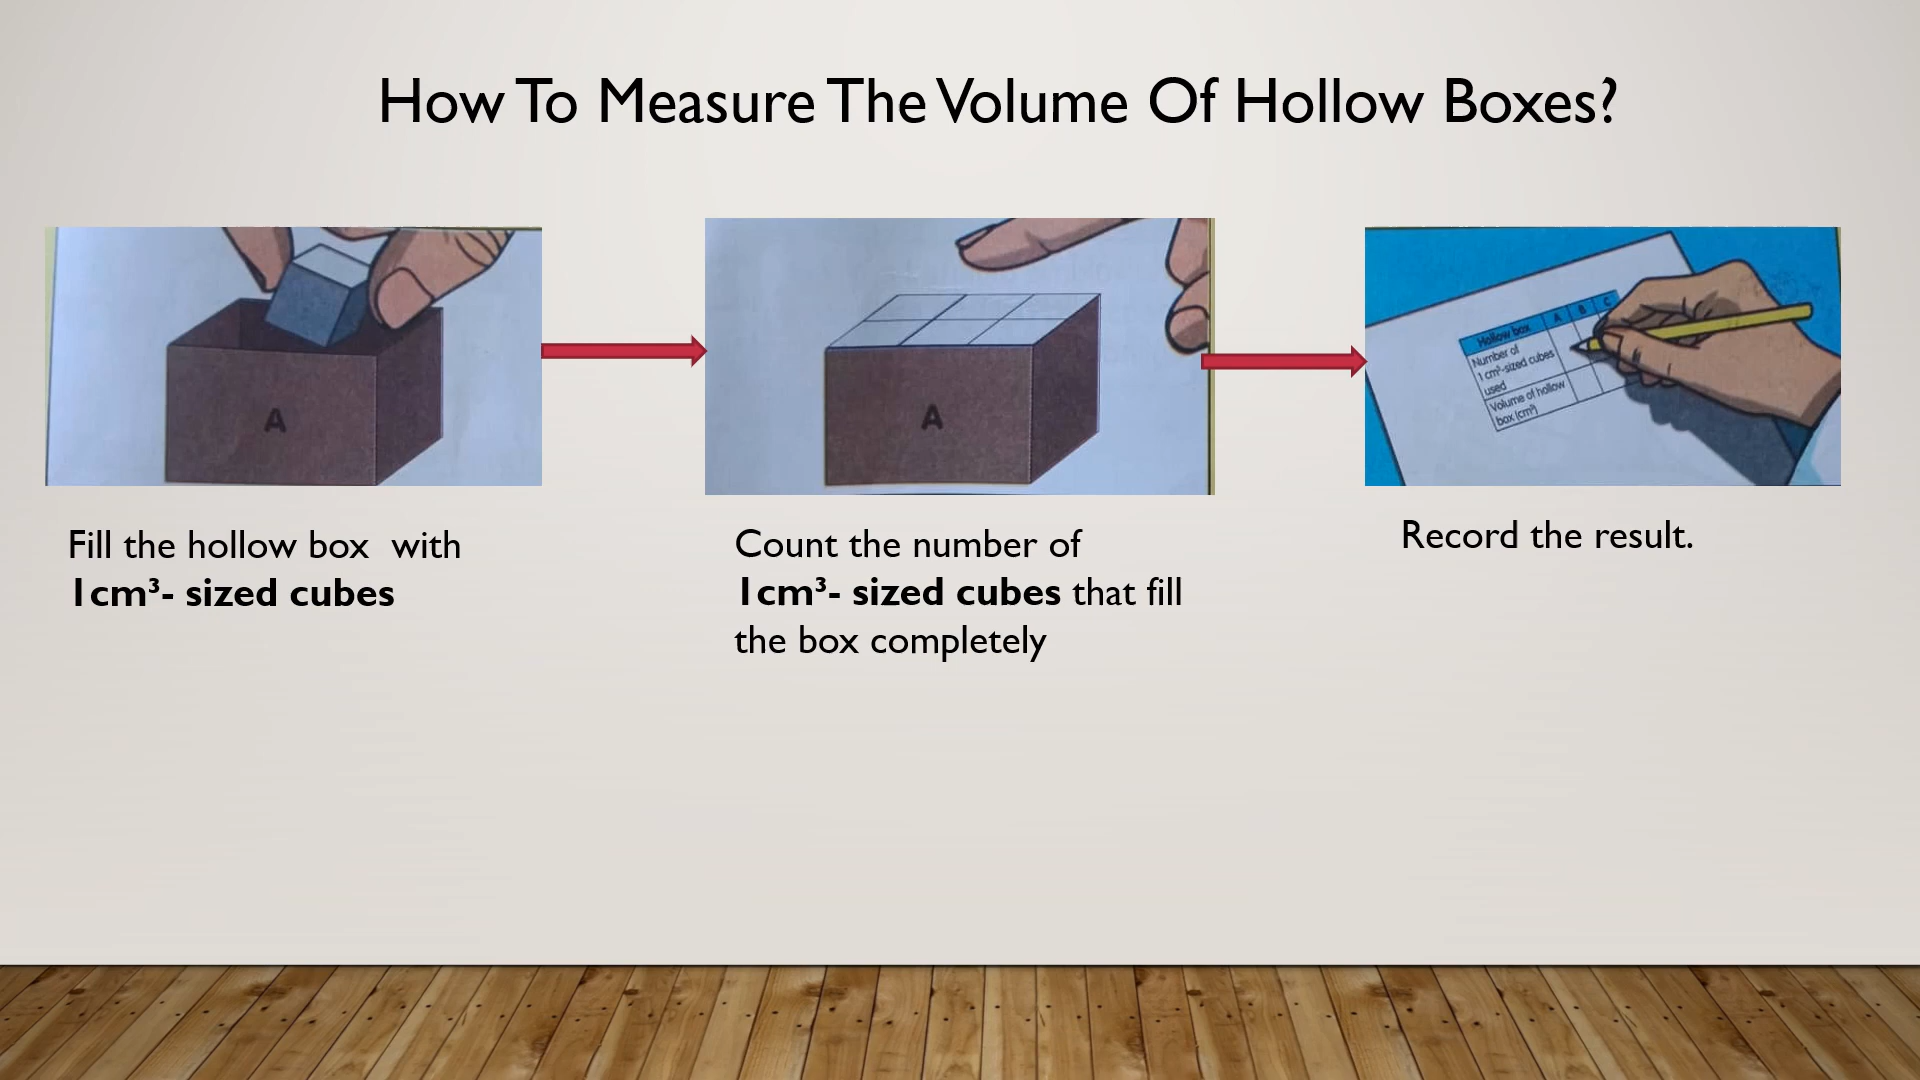 How To Measure The Volume Of Hollow Boxes?
A
A
Hollow box A B C
Number of
1 cm³-sized cubes
used
Volume of hollow
box (cm³)
Fill the hollow box  with
1cm³- sized cubes
Count the number of
1cm³- sized cubes that fill
the box completely
Record the result.